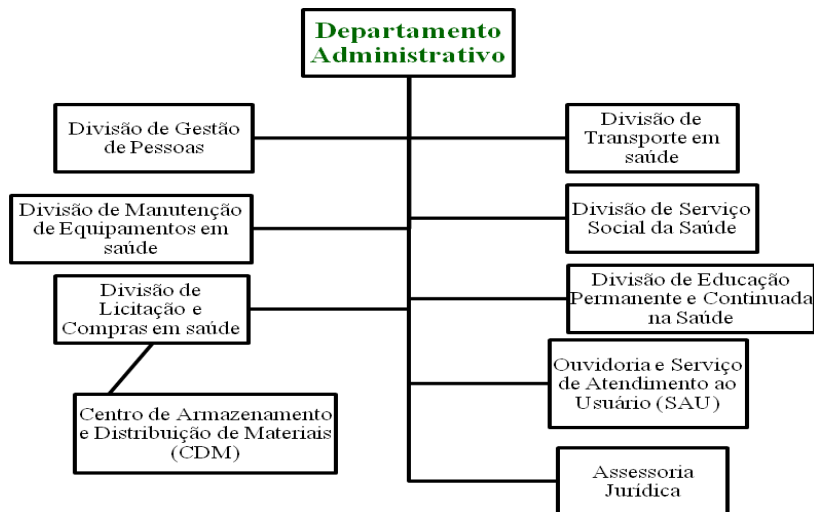 Departamento
Administrativo
Divisão de Gestão
de Pessoas
Divisão de
Transporte em
saúde
Divisão de Manutenção
de Equipamentos em
saúde
Divisão de Serviço
Social da Saúde
Divisão de
Licitação e
Compras em saúde
Divisão de Educação
Permanente e Continuada
na Saúde
Centro de Armazenamento
e Distribuição de Materiais
(CDM)
Ouvidoria e Serviço
de Atendimento ao
Usuário (SAU)
Assessoria
Jurídica